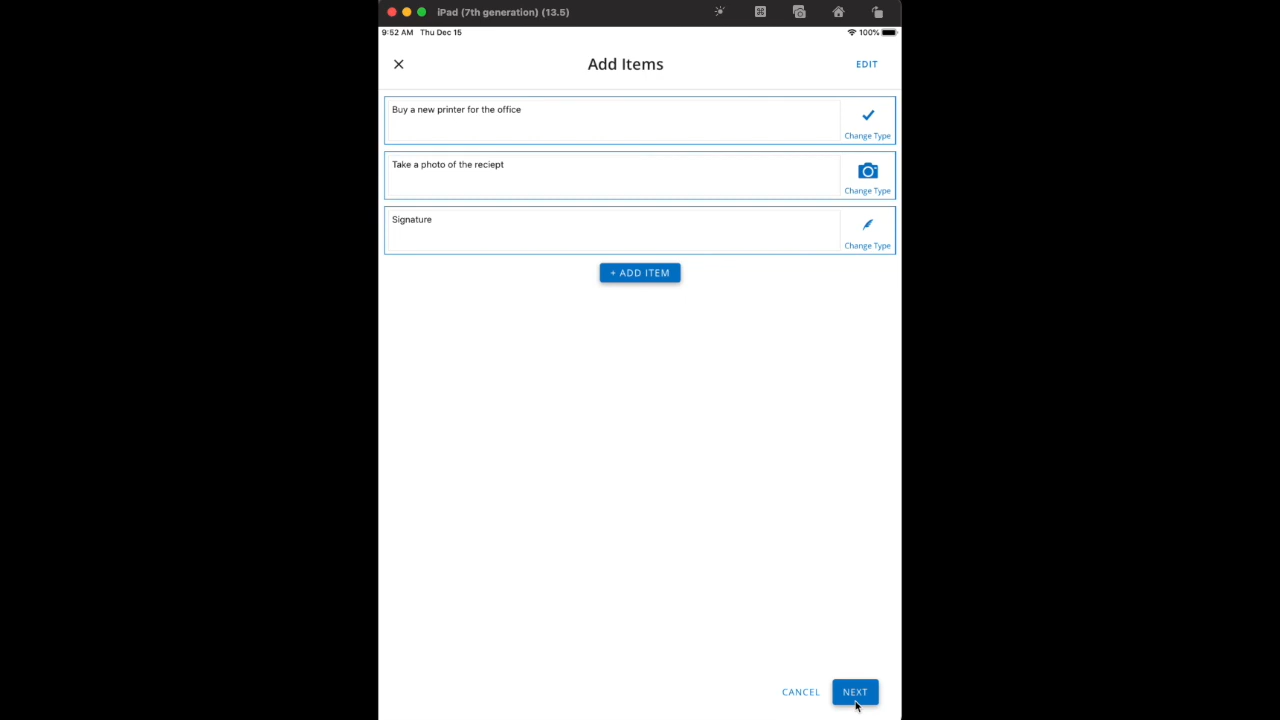 iPad (7th generation) (13.5)
9:52 AM Thu Dec 15 100%
Add Items EDIT
Buy a new printer for the office
Change Type
Take a photo of the reciept
Change Type
Signature
Change Type
+ ADD ITEM
CANCEL NEXT